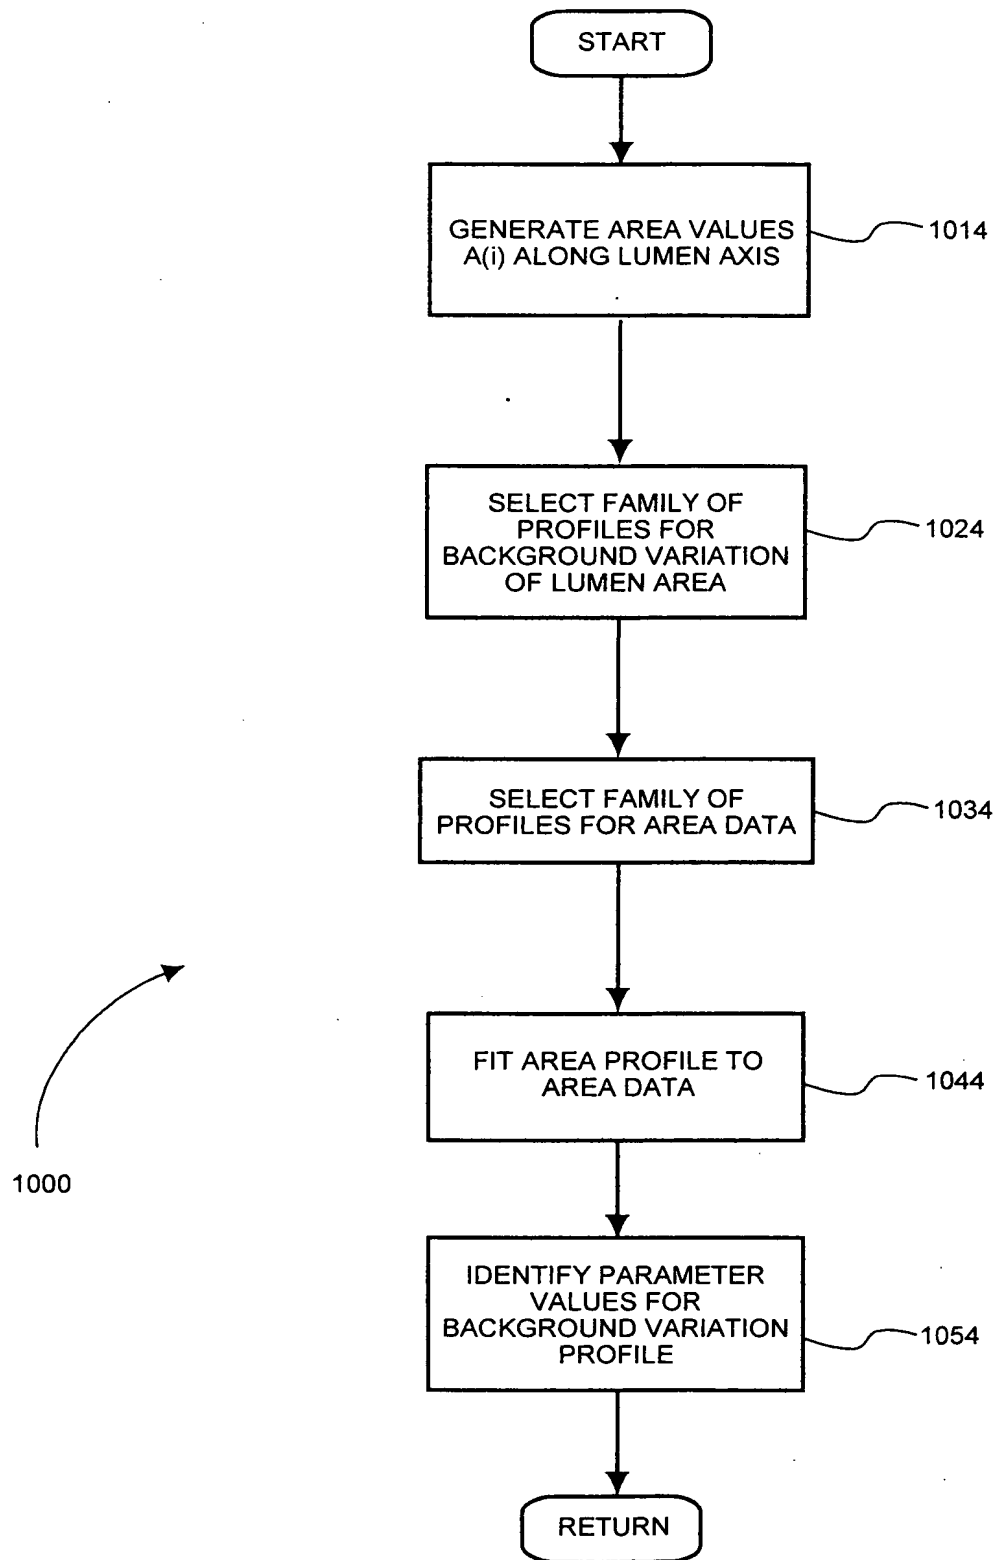 START
GENERATE AREA VALUES
A(i) ALONG LUMEN AXIS
1014
SELECT FAMILY OF
PROFILES FOR
BACKGROUND VARIATION
OF LUMEN AREA
1024
SELECT FAMILY OF
PROFILES FOR AREA DATA
1034
FIT AREA PROFILE TO
AREA DATA
1044
1000
IDENTIFY PARAMETER
VALUES FOR
BACKGROUND VARIATION
PROFILE
1054
RETURN